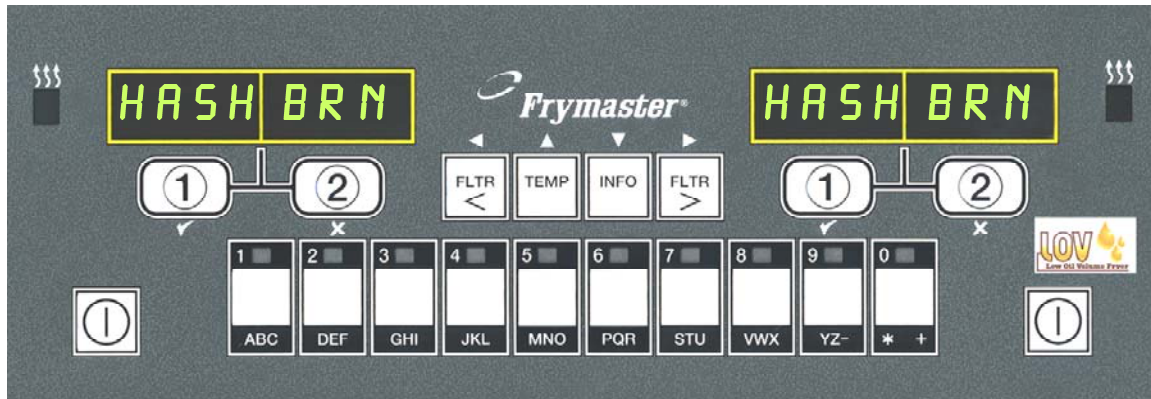 HASH BRN
Frymaster®
HASH BRN
1 2
FLTR < TEMP INFO FLTR >
1 2
LOV
Low Oil Volume Fryer
1 2 3 4 5 6 7 8 9 0
ABC DEF GHI JKL MNO PQR STU VWX YZ- * +